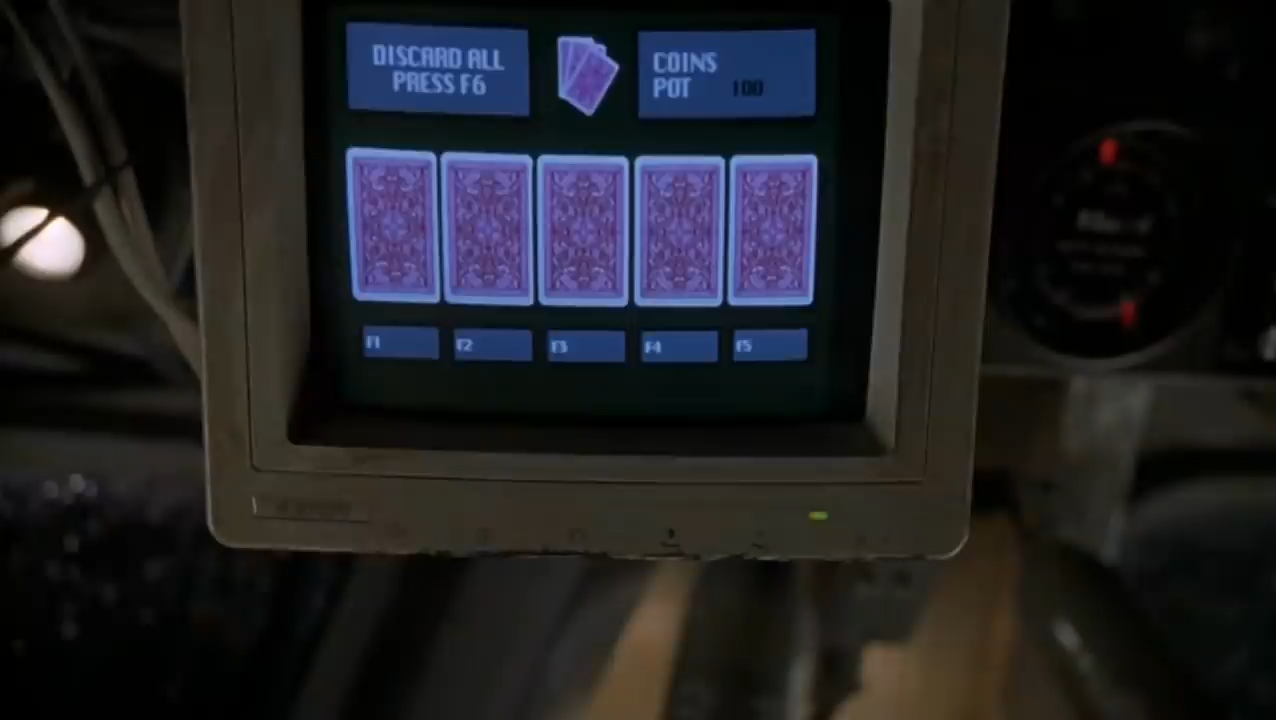 DISCARD ALL
PRESS F6
COINS
POT 100
F1 F2 F3 F4 F5